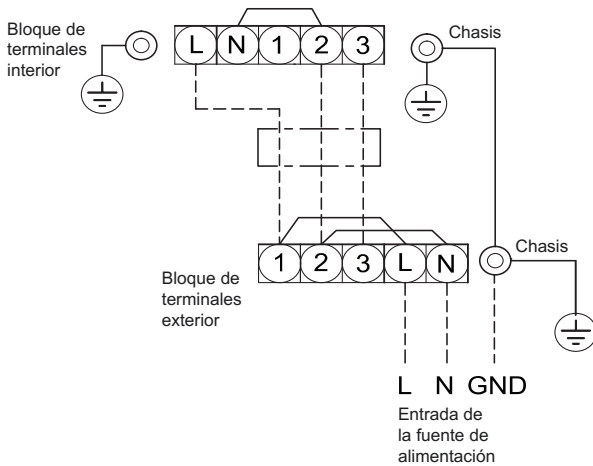 Bloque de
terminales
interior
L N 1 2 3
Chasis
1 2 3 L N
Chasis
Bloque de
terminales
exterior
L N GND
Entrada de
la fuente de
alimentación